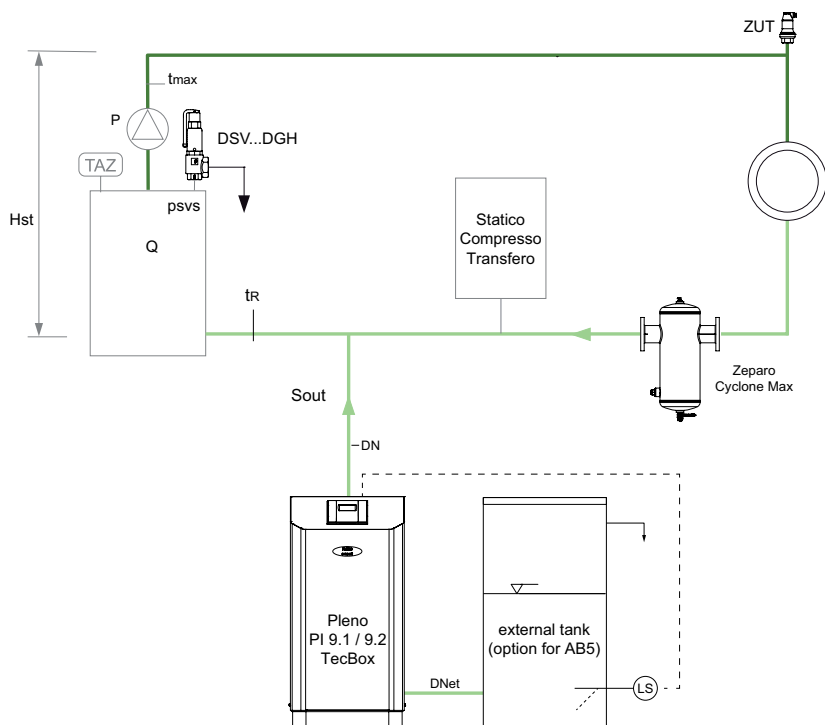 ZUT
tmax
P
DSV...DGH
TAZ
psvs
Hst
Q
Statico
Compresso
Transfero
tR
Zeparo
Cyclone Max
Sout
DN
Pleno
PI 9.1 / 9.2
TecBox
external tank
(option for AB5)
DNet
LS